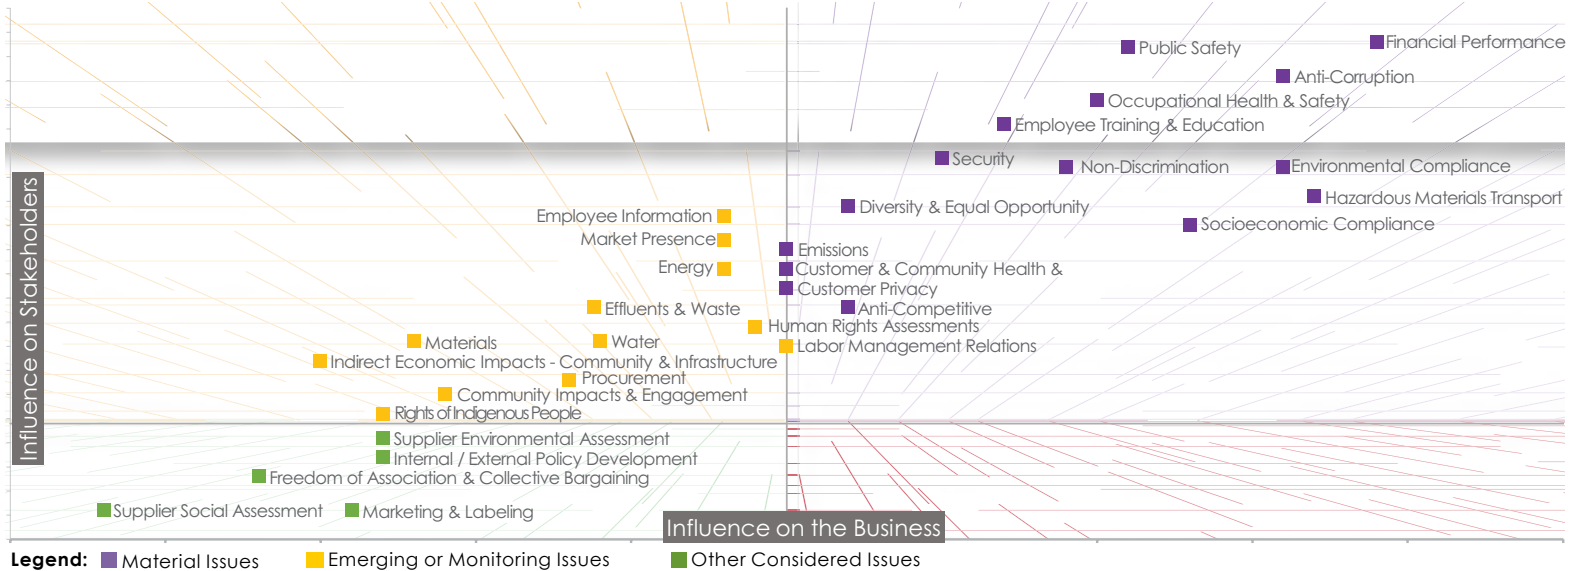 Public Safety
Financial Performance
Anti-Corruption
Occupational Health & Safety
Employee Training & Education
Security
Non-Discrimination
Environmental Compliance
Hazardous Materials Transport
Diversity & Equal Opportunity
Employee Information
Socioeconomic Compliance
Market Presence
Emissions
Energy
Customer & Community Health &
Customer Privacy
Effluents & Waste
Anti-Competitive
Human Rights Assessments
Materials
Water
Labor Management Relations
Indirect Economic Impacts - Community & Infrastructure
Procurement
Community Impacts & Engagement
Rights of Indigenous People
Supplier Environmental Assessment
Internal / External Policy Development
Freedom of Association & Collective Bargaining
Supplier Social Assessment
Marketing & Labeling
Influence on Stakeholders
Influence on the Business
Legend: Material Issues Emerging or Monitoring Issues Other Considered Issues